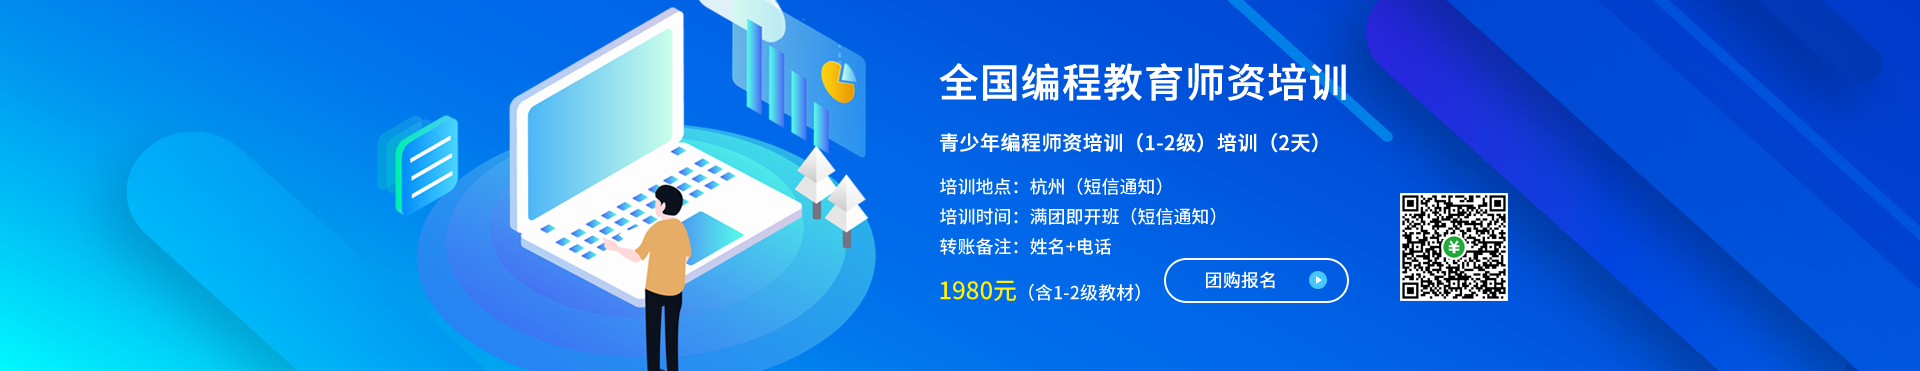 全国编程教育师资培训
青少年编程师资培训（1-2级）培训（2天）
培训地点：杭州（短信通知）
培训时间：满团即开班（短信通知）
转账备注：姓名+电话
1980元（含1-2级教材）
团购报名
¥